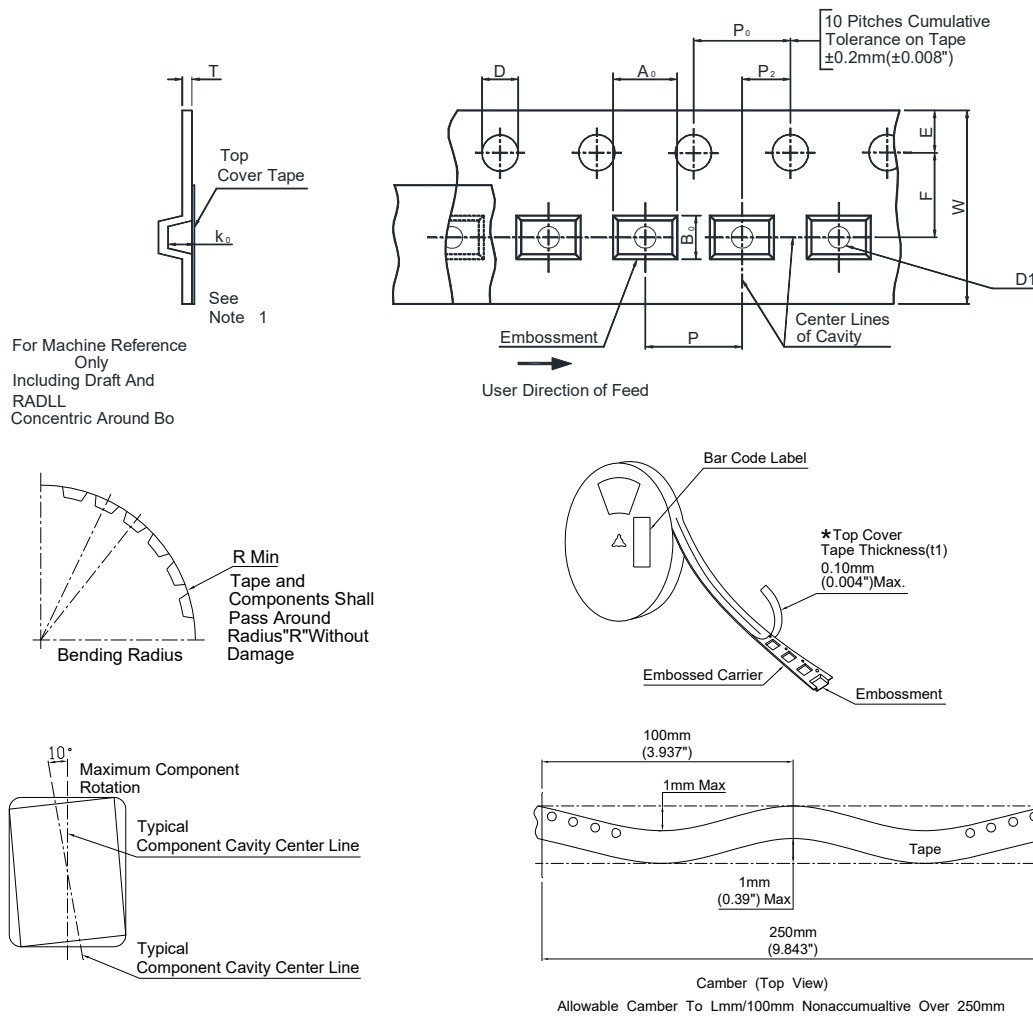 10 Pitches Cumulative
Tolerance on Tape
±0.2mm(±0.008")
P₀
T
D
A₀
P₂
E
F
W
Top
Cover Tape
k₀
B₀
D1
See
Note 1
Embossment
P
Center Lines
of Cavity
For Machine Reference
Only
Including Draft And
RADLL
Concentric Around Bo
User Direction of Feed
Bar Code Label
R Min
Tape and
Components Shall
Pass Around
Radius"R"Without
Damage
Bending Radius
*Top Cover
Tape Thickness(t1)
0.10mm
(0.004")Max.
Embossed Carrier
Embossment
10°
Maximum Component
Rotation
Typical
Component Cavity Center Line
Typical
Component Cavity Center Line
100mm
(3.937")
1mm Max
Tape
1mm
(0.39") Max
250mm
(9.843")
Camber (Top View)
Allowable Camber To Lmm/100mm Nonaccumualtive Over 250mm